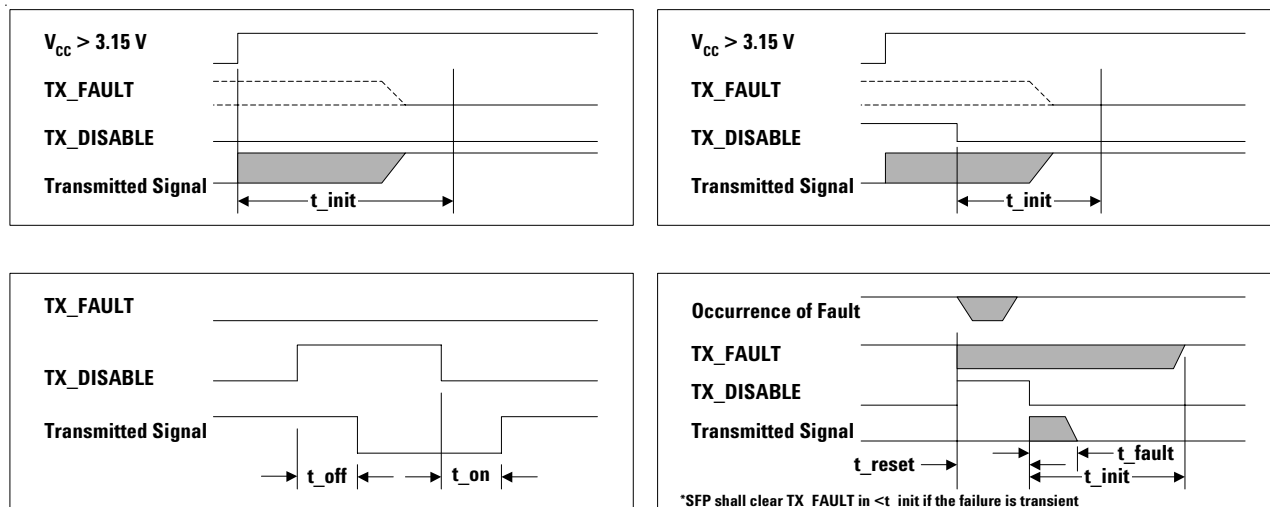 V_CC > 3.15 V
TX_FAULT
TX_DISABLE
Transmitted Signal
t_init
V_CC > 3.15 V
TX_FAULT
TX_DISABLE
Transmitted Signal
t_init
TX_FAULT
TX_DISABLE
Transmitted Signal
t_off
t_on
Occurrence of Fault
TX_FAULT
TX_DISABLE
Transmitted Signal
t_reset
t_fault
t_init
*SFP shall clear TX_FAULT in <t_init if the failure is transient